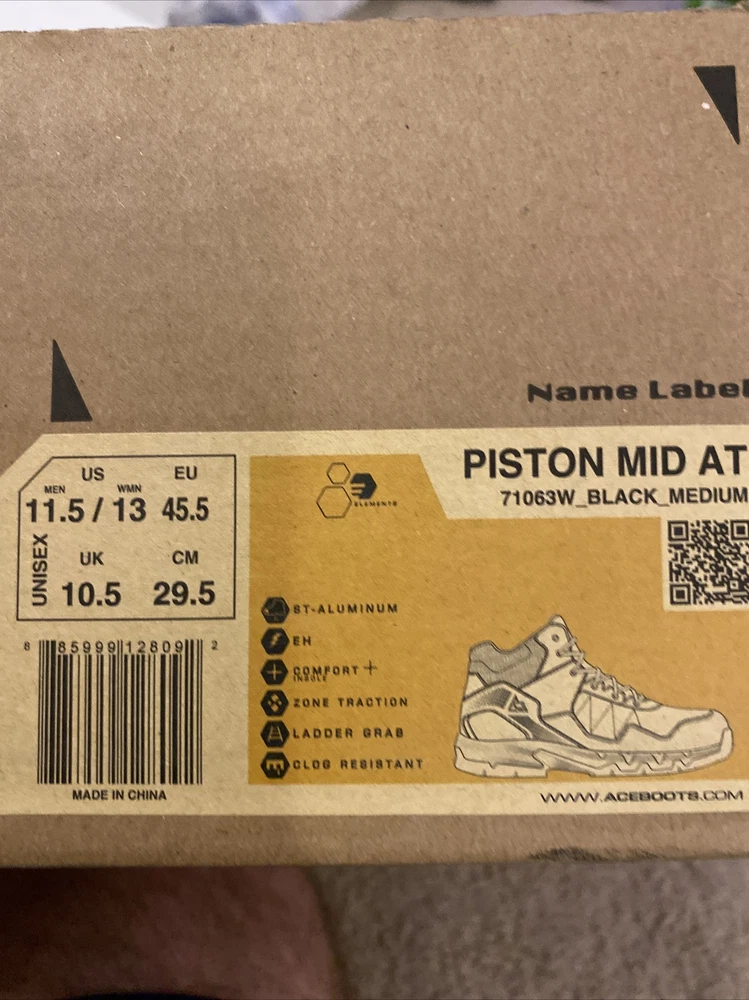 Name Label
PISTON MID AT
71063W_BLACK_MEDIUM
US EU
MEN WMN
11.5 / 13 45.5
UNISEX
UK CM
10.5 29.5
ELEMENTS
ST-ALUMINUM
EH
COMFORT +
INSOLE
ZONE TRACTION
LADDER GRAB
CLOG RESISTANT
8 85999 12809 2
MADE IN CHINA
WWW.ACEBOOTS.COM